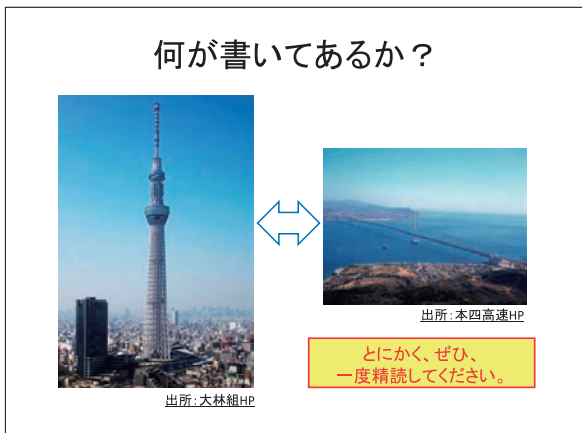 何が書いてあるか？
出所：大林組HP
出所：本四高速HP
とにかく、ぜひ、
一度精読してください。